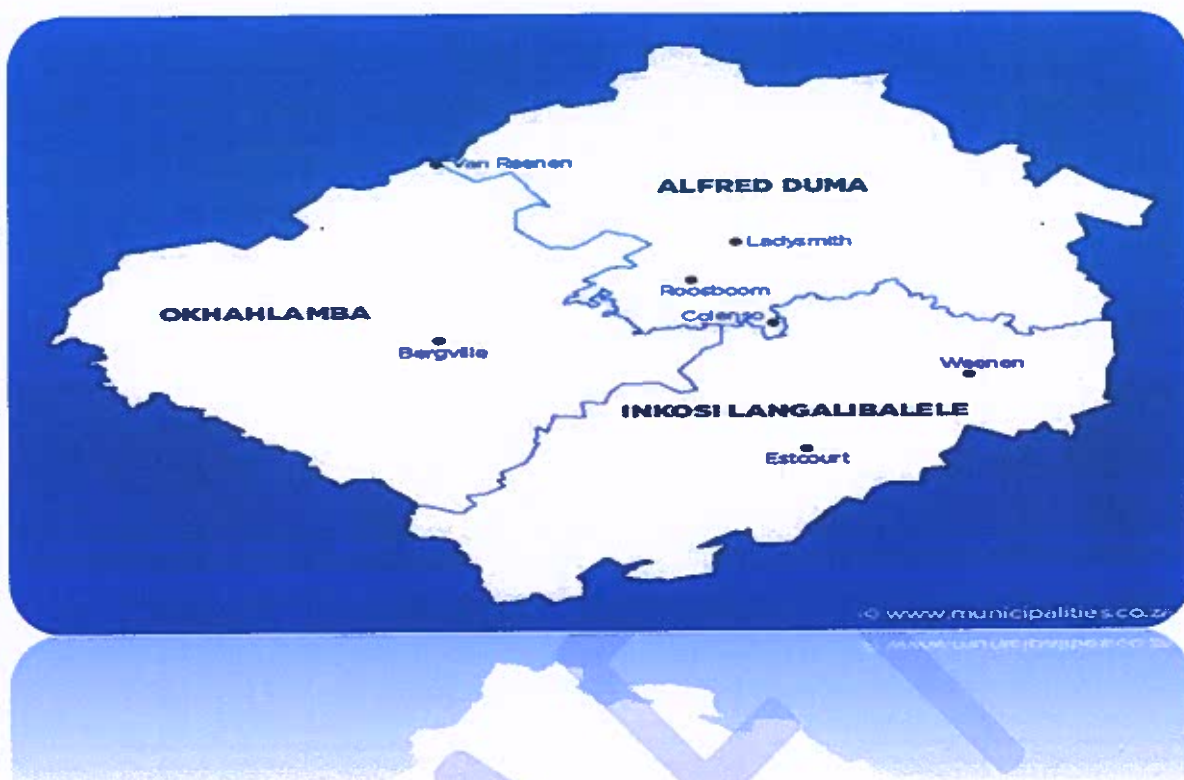 Van Reenen
ALFRED DUMA
Ladysmith
Roosboom
OKHAHLAMBA
Colenso
Bergville
Weenen
INKOSI LANGALIBALELE
Estcourt
© www.municipalities.co.za